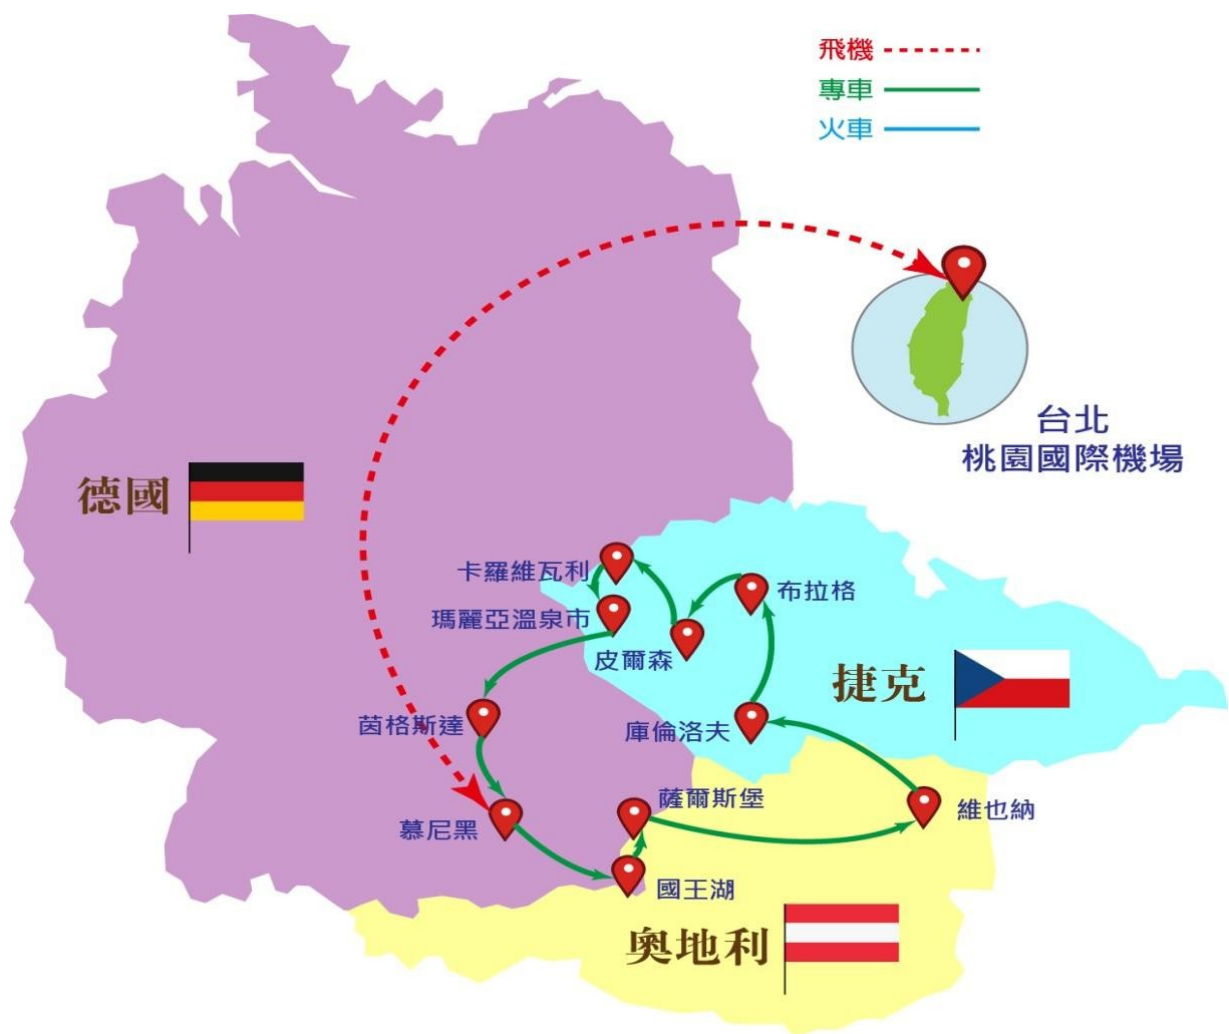 飛機
專車
火車
台北
桃園國際機場
德國
卡羅維瓦利
布拉格
瑪麗亞溫泉市
皮爾森
捷克
茵格斯達
庫倫洛夫
薩爾斯堡
維也納
慕尼黑
國王湖
奧地利